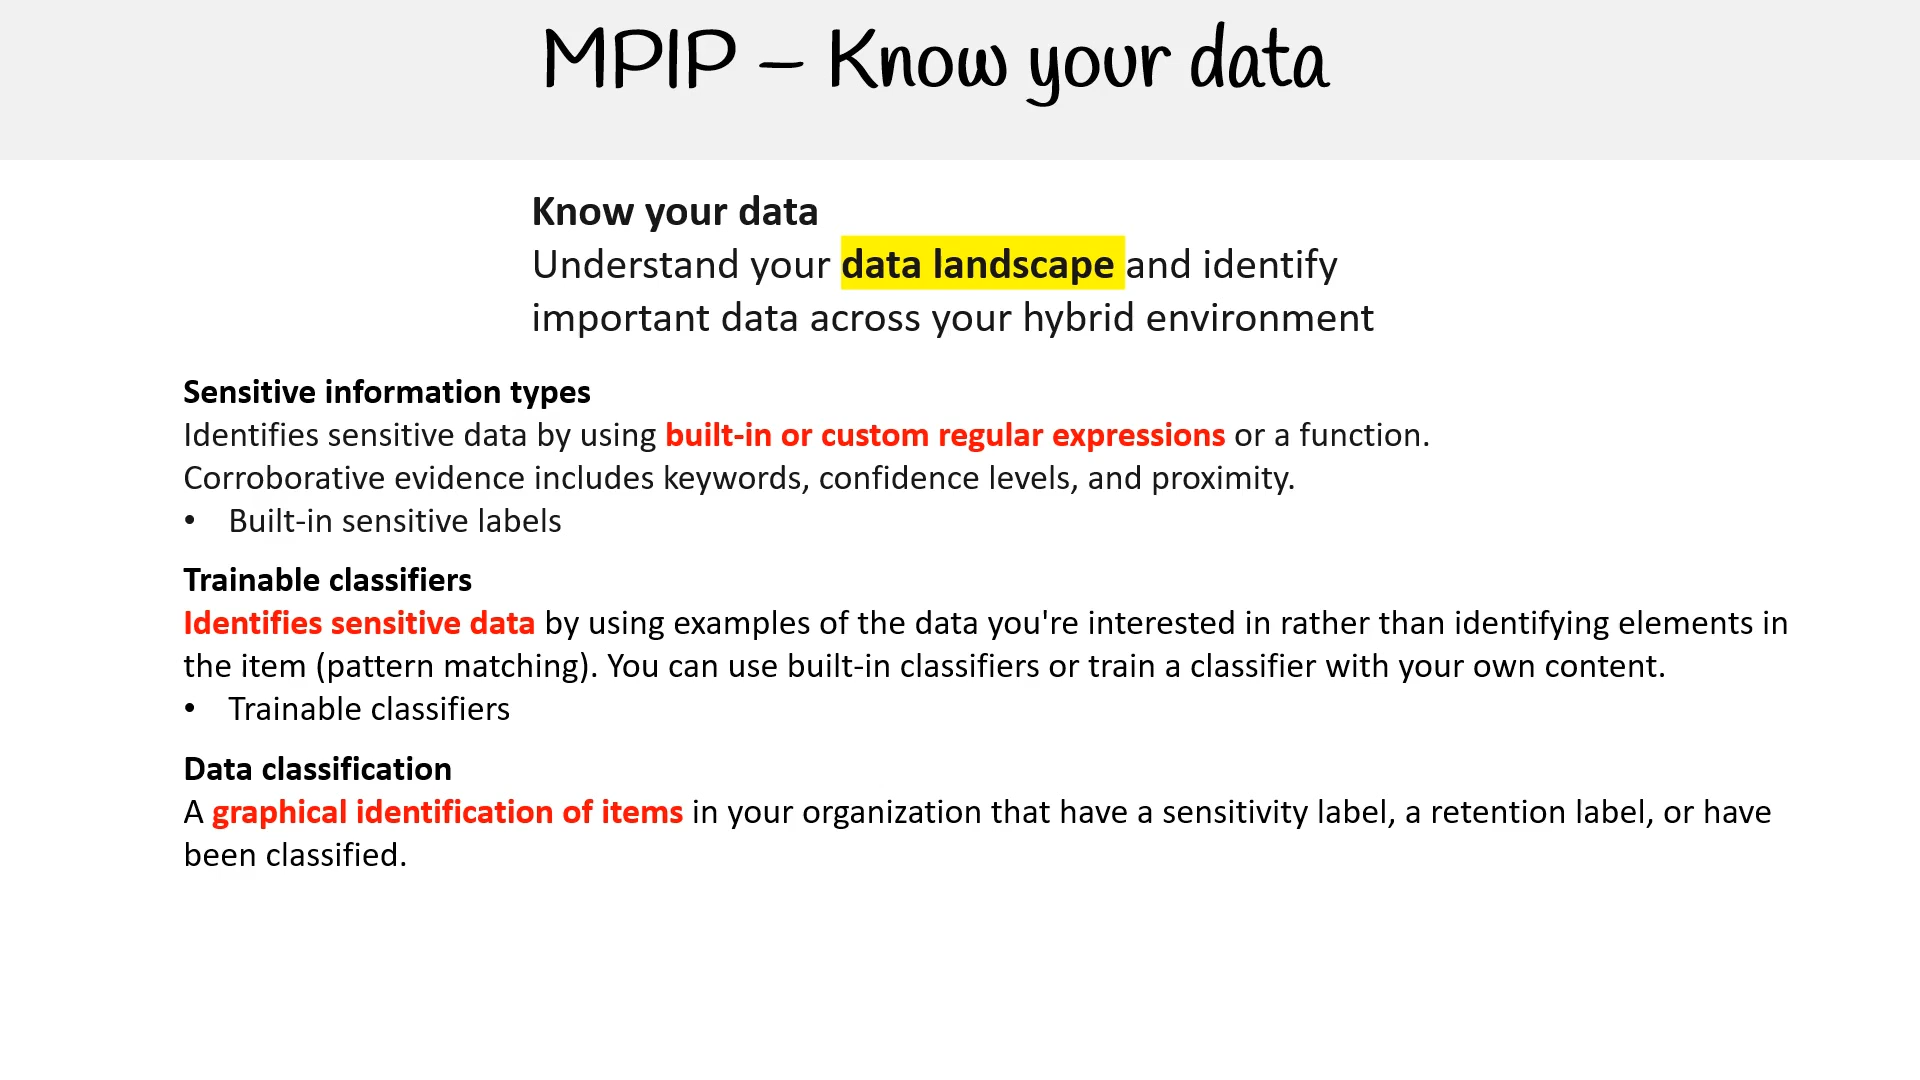 MPIP – Know your data
Know your data
Understand your data landscape and identify
important data across your hybrid environment
Sensitive information types
Identifies sensitive data by using built-in or custom regular expressions or a function.
Corroborative evidence includes keywords, confidence levels, and proximity.
• Built-in sensitive labels
Trainable classifiers
Identifies sensitive data by using examples of the data you're interested in rather than identifying elements in
the item (pattern matching). You can use built-in classifiers or train a classifier with your own content.
• Trainable classifiers
Data classification
A graphical identification of items in your organization that have a sensitivity label, a retention label, or have
been classified.